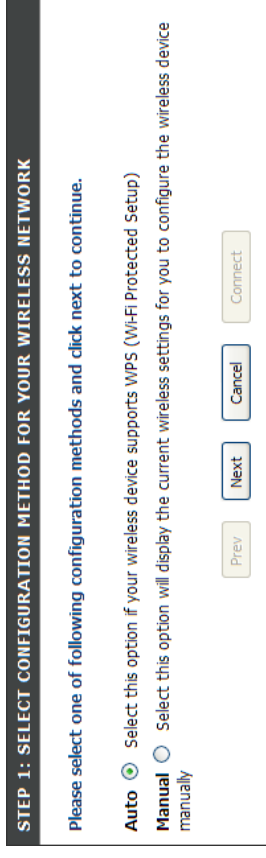 STEP 1: SELECT CONFIGURATION METHOD FOR YOUR WIRELESS NETWORK
Please select one of following configuration methods and click next to continue.
Auto Select this option if your wireless device supports WPS (Wi-Fi Protected Setup)
Manual Select this option will display the current wireless settings for you to configure the wireless device
manually
Prev Next Cancel Connect